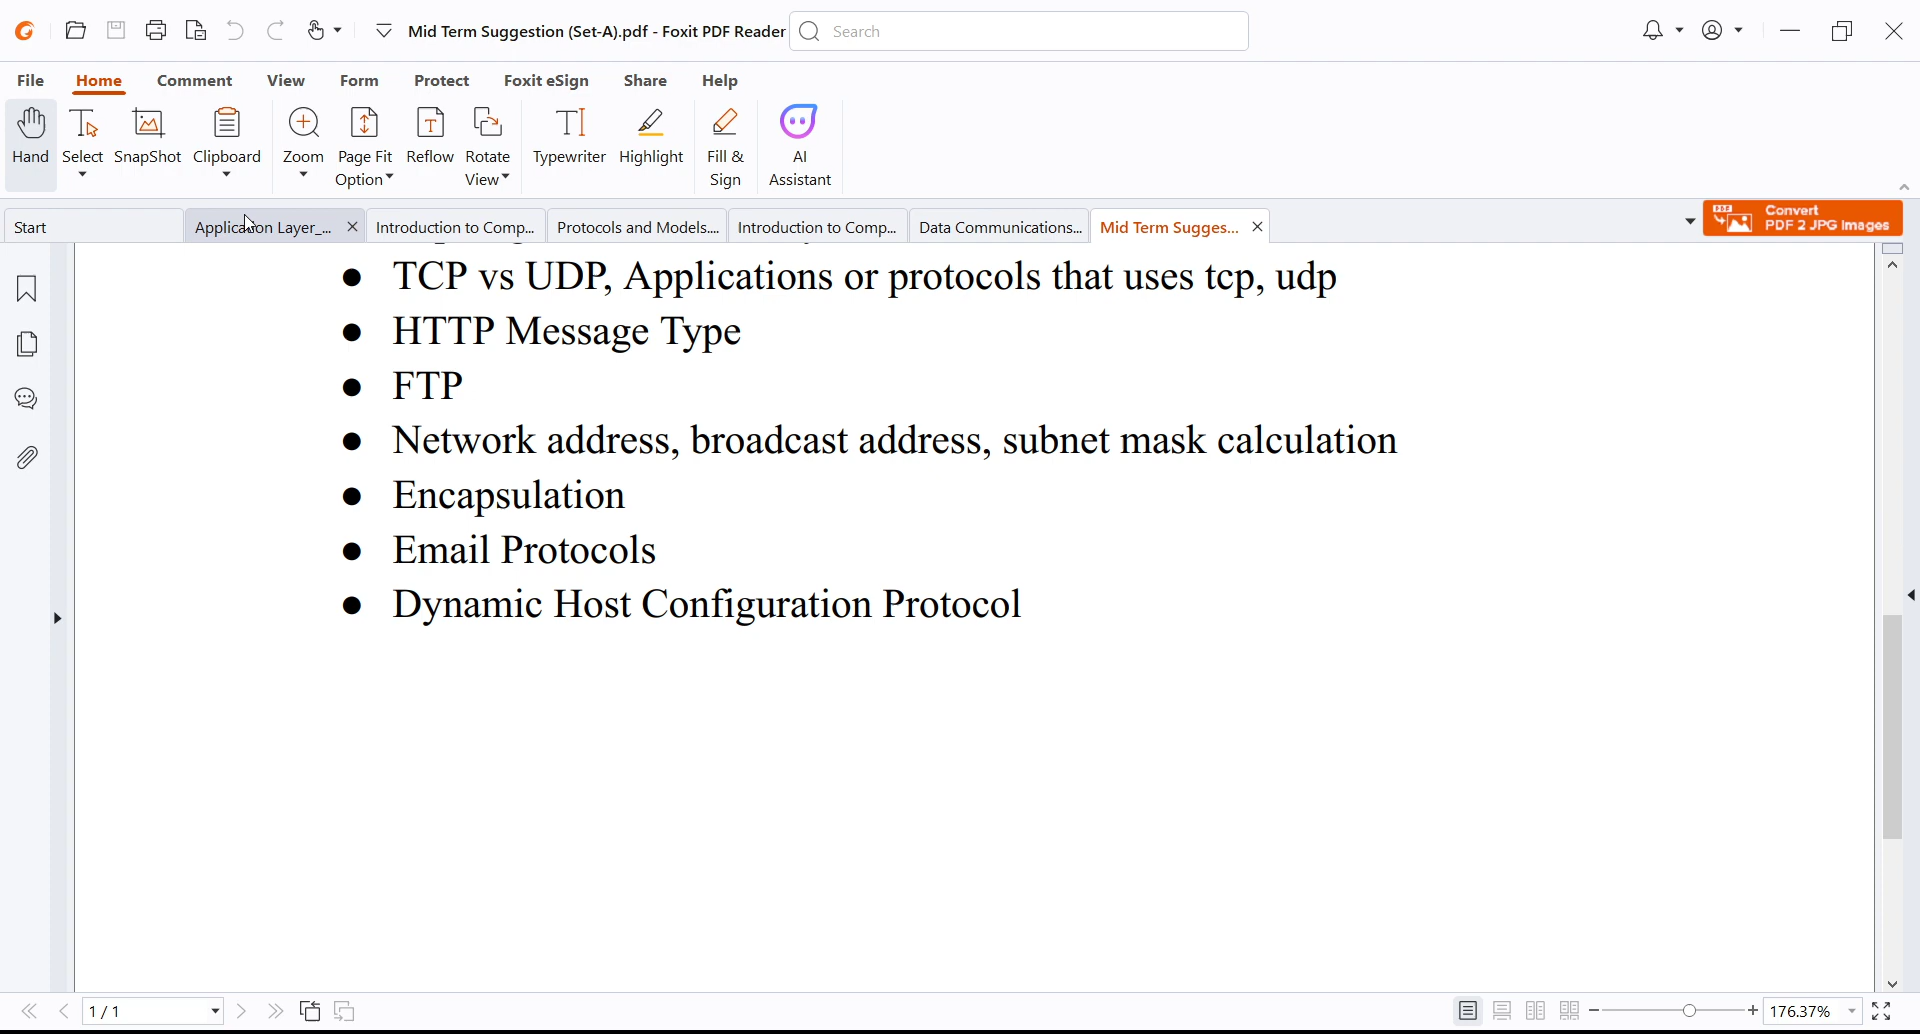 Mid Term Suggestion (Set-A).pdf - Foxit PDF Reader
Search
File Home Comment View Form Protect Foxit eSign Share Help
Hand Select SnapShot Clipboard Zoom Page Fit Option Reflow Rotate View Typewriter Highlight Fill & Sign AI Assistant
Start Application Layer_... Introduction to Comp... Protocols and Models.... Introduction to Comp... Data Communications... Mid Term Sugges...
PDF Convert
PDF 2 JPG Images
● TCP vs UDP, Applications or protocols that uses tcp, udp
● HTTP Message Type
● FTP
● Network address, broadcast address, subnet mask calculation
● Encapsulation
● Email Protocols
● Dynamic Host Configuration Protocol
1 / 1
176.37%